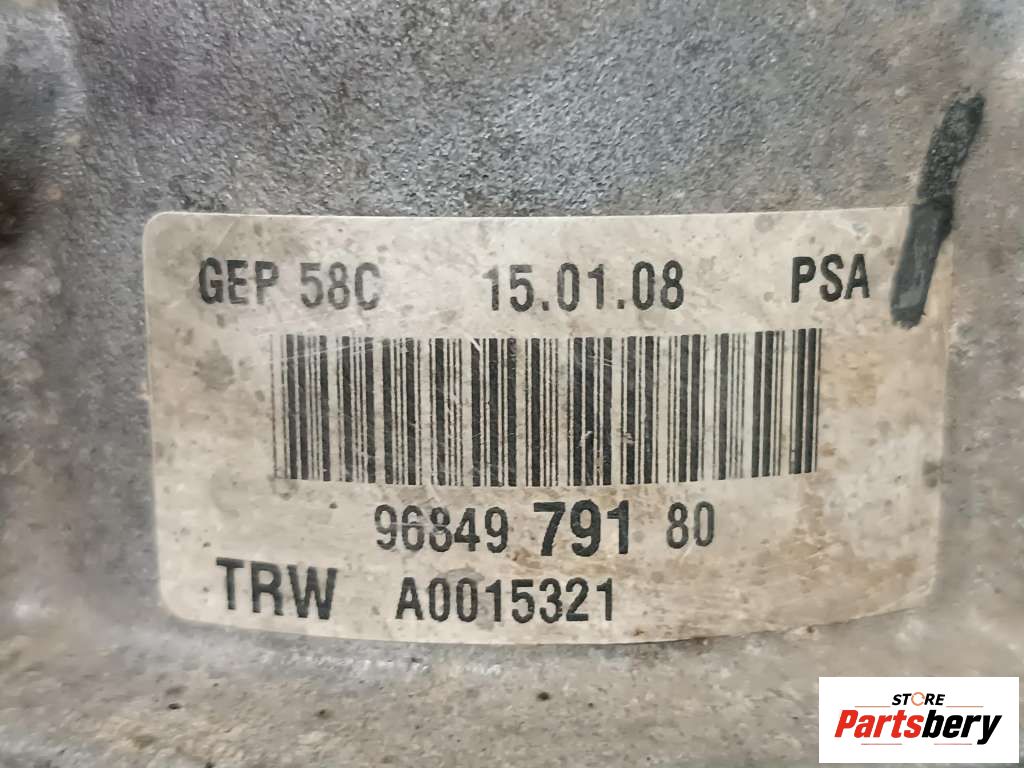 GEP 58C 15.01.08 PSA
96849 791 80
TRW A0015321
STORE
Partsbery